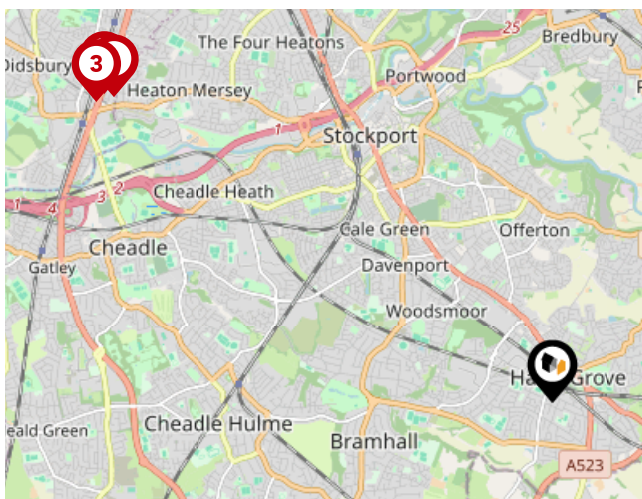 25
Bredbury
The Four Heatons
Didsbury
Portwood
3
Heaton Mersey
1
Stockport
2
3
Cheadle Heath
1
4
Cale Green
Offerton
Cheadle
Gatley
Davenport
Woodsmoor
Grove
Cheadle Hulme
eald Green
Bramhall
A523